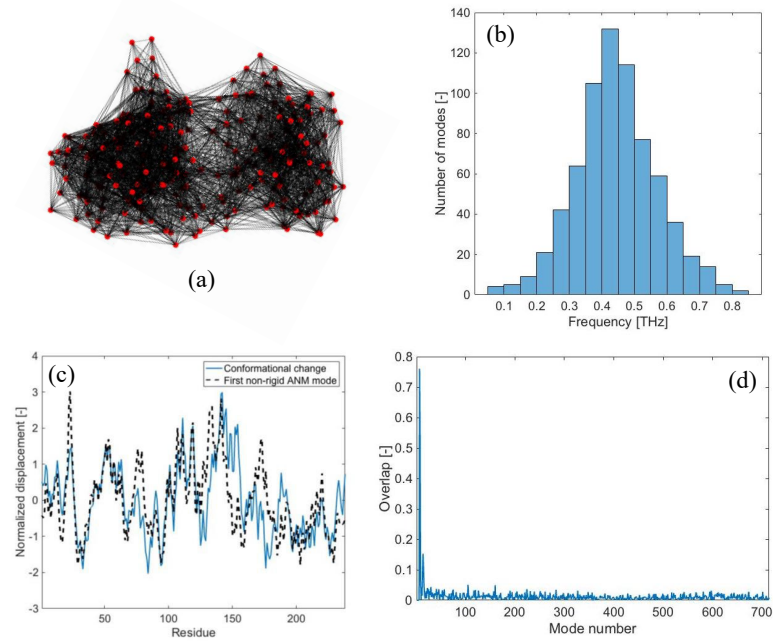 (a)
(b)
140
120
100
80
60
40
20
0
Number of modes [-]
0.1 0.2 0.3 0.4 0.5 0.6 0.7 0.8
Frequency [THz]
(c)
Conformational change
First non-rigid ANM mode
4
3
2
1
0
-1
-2
-3
Normalized displacement [-]
50 100 150 200
Residue
(d)
0.8
0.7
0.6
0.5
0.4
0.3
0.2
0.1
0
Overlap [-]
100 200 300 400 500 600 700
Mode number